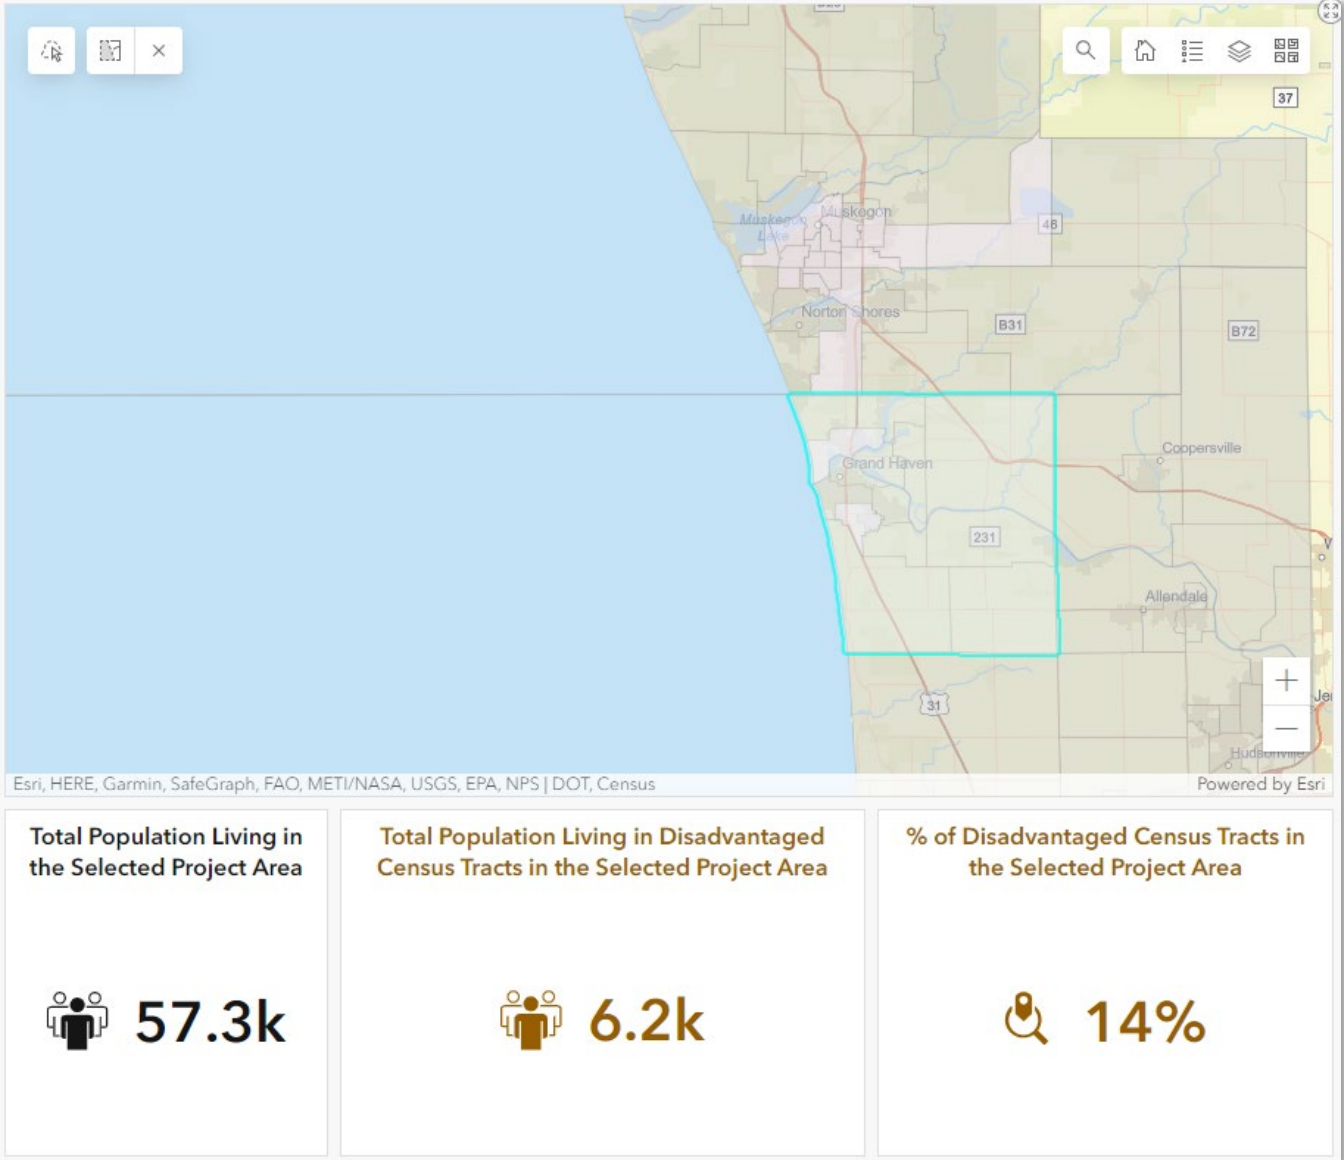 37
Muskegon
Lake
Muskegon
46
Norton Shores
B31
B72
Coopersville
Grand Haven
231
Allendale
31
Hudsonville
Esri, HERE, Garmin, SafeGraph, FAO, METI/NASA, USGS, EPA, NPS | DOT, Census
Powered by Esri
Total Population Living in
the Selected Project Area
57.3k
Total Population Living in Disadvantaged
Census Tracts in the Selected Project Area
6.2k
% of Disadvantaged Census Tracts in
the Selected Project Area
14%